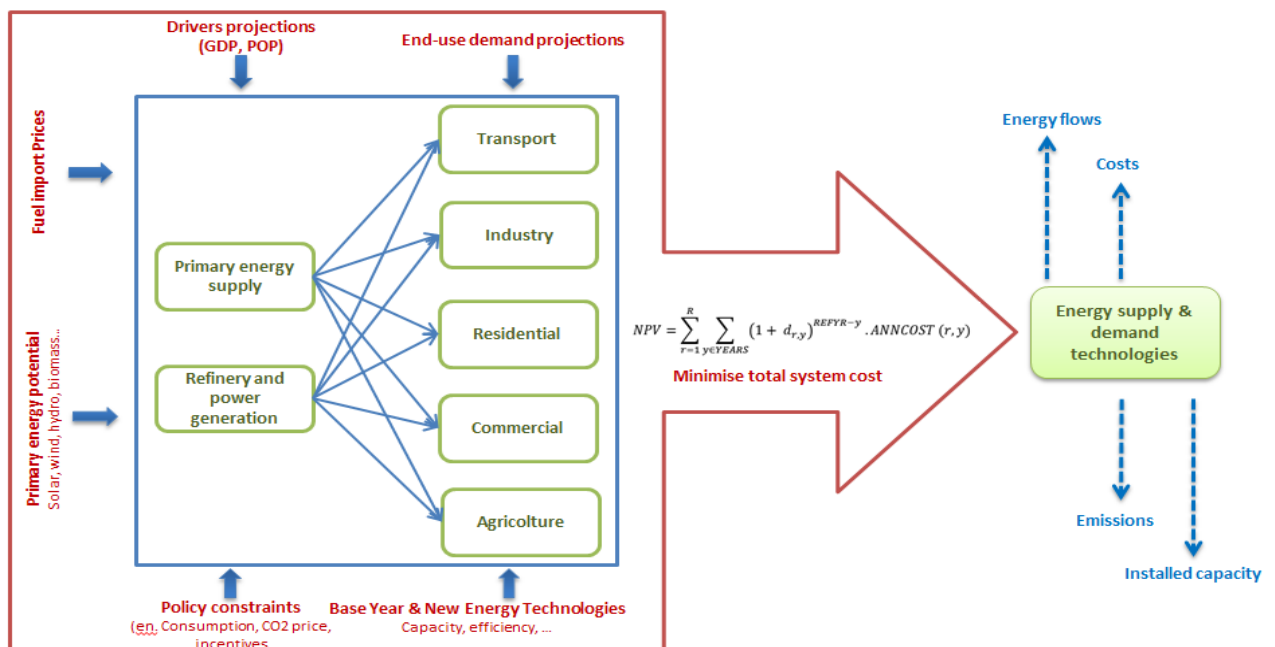 Drivers projections
(GDP, POP)
End-use demand projections
Fuel import Prices
Primary energy potential
Solar, wind, hydro, biomass...
Primary energy
supply
Refinery and
power
generation
Transport
Industry
Residential
Commercial
Agricolture
Policy constraints
(en. Consumption, CO2 price,
incentives
Base Year & New Energy Technologies
Capacity, efficiency, ...
NPV = \sum_{r=1}^{R} \sum_{y∈YEARS} (1 + d_{r,y})^{REFYR−y} . ANNCOST (r, y)
Minimise total system cost
Energy flows
Costs
Energy supply &
demand
technologies
Emissions
Installed capacity